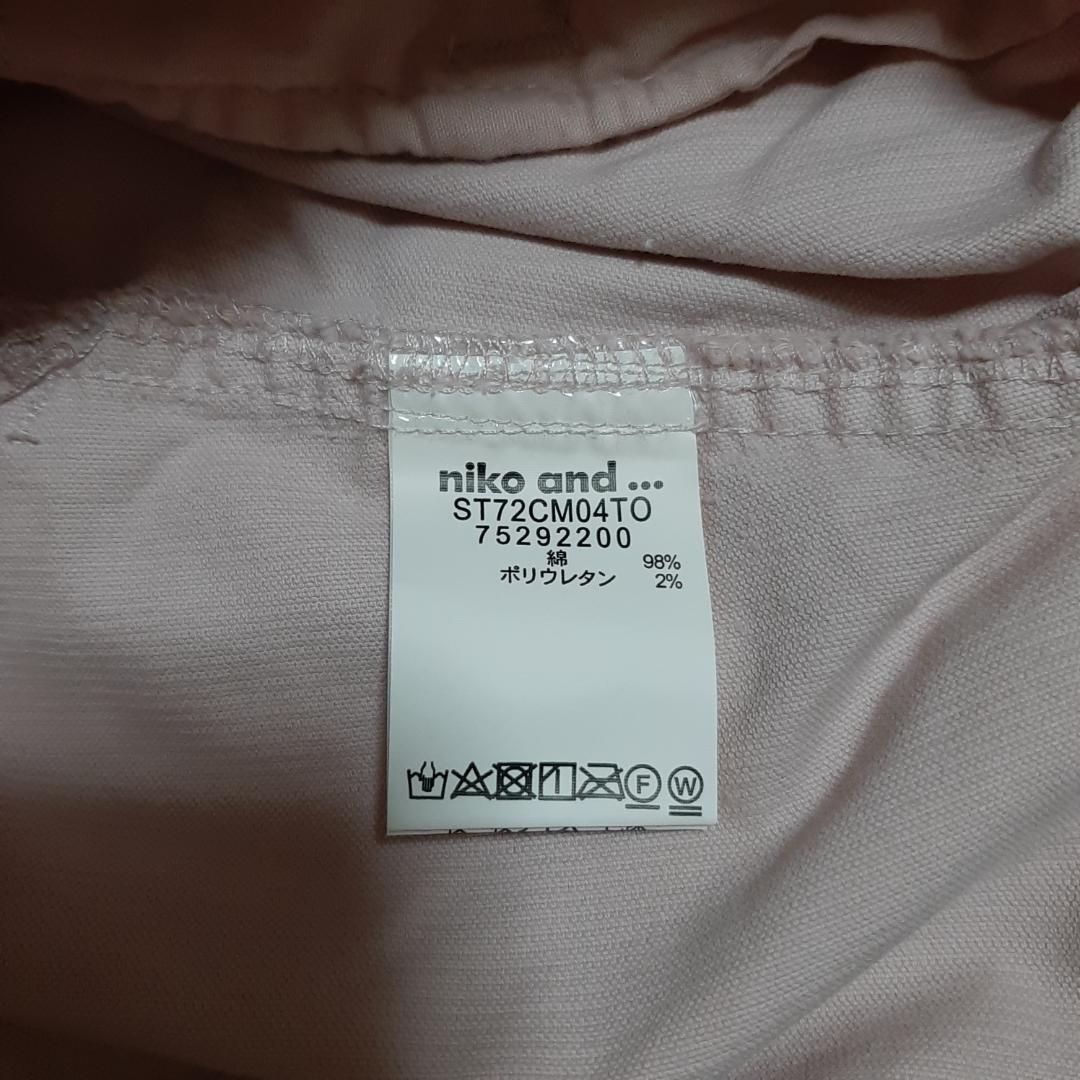 niko and ...
ST72CM04TO
75292200
綿 98%
ポリウレタン 2%
F W